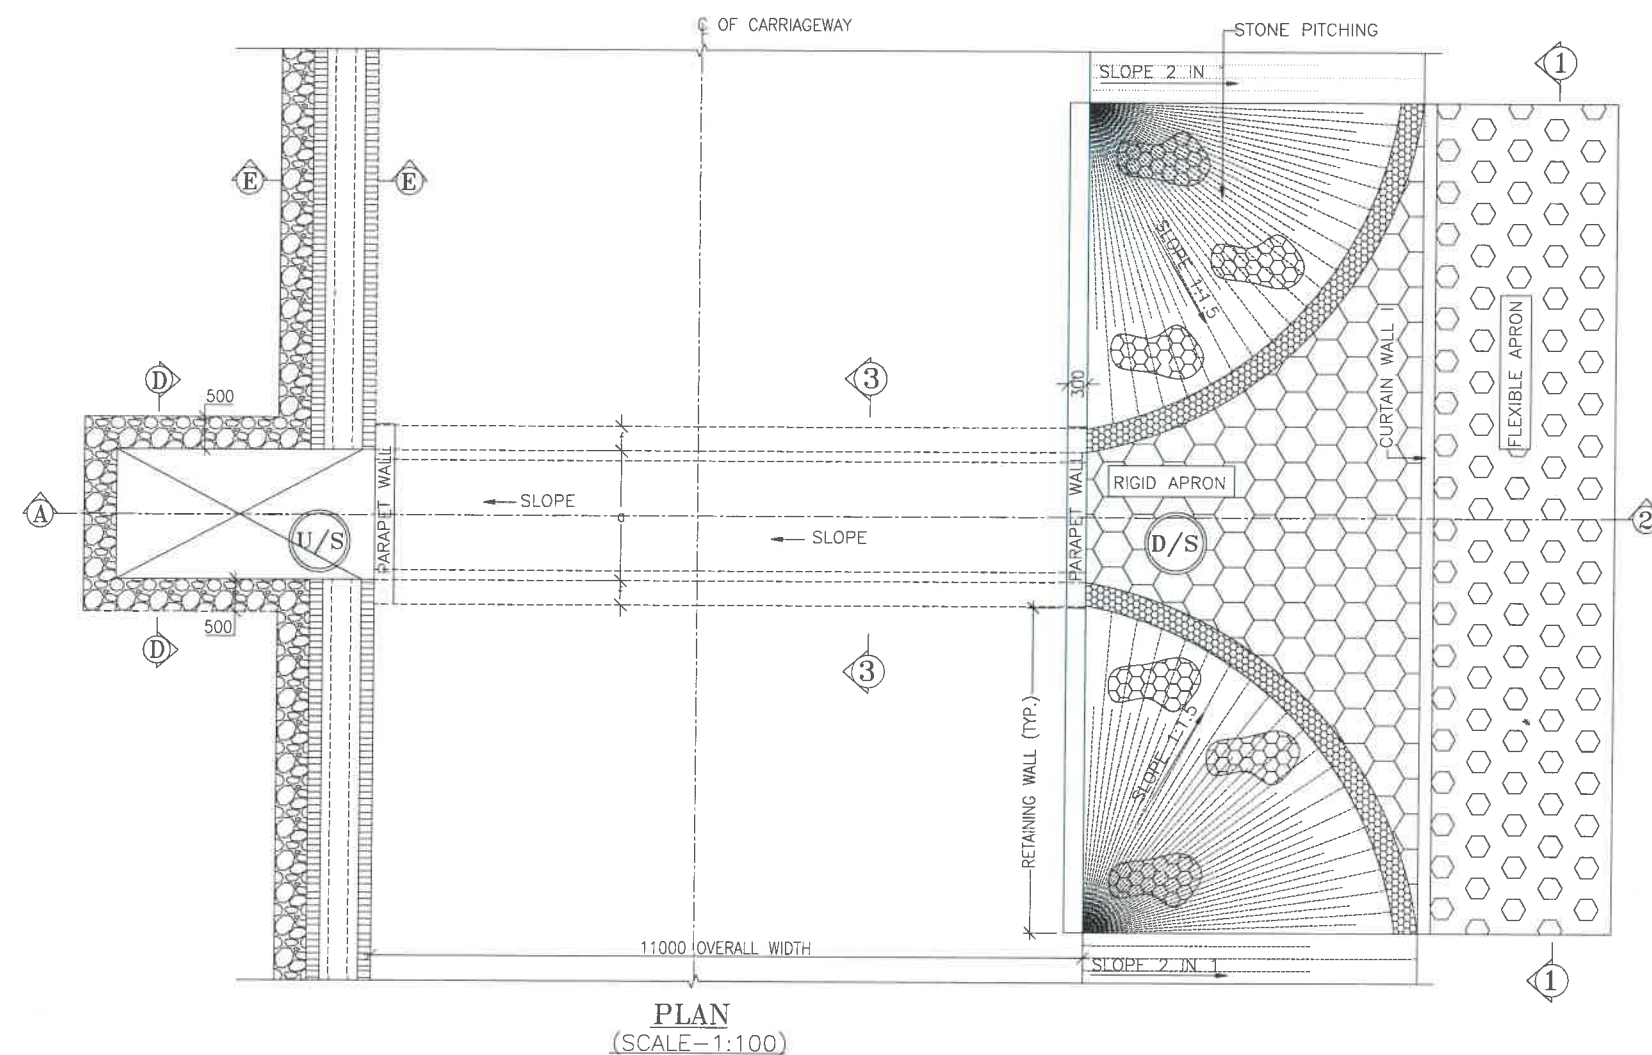 ℄ OF CARRIAGEWAY
STONE PITCHING
SLOPE 2 IN
1
E
E
SLOPE 1:1.5
D
500
3
300
CURTAIN WALL
FLEXIBLE APRON
PARAPET WALL
PARAPET WALL
RIGID APRON
A
SLOPE
U/S
SLOPE
D/S
2
500
D
3
RETAINING WALL (TYP.)
SLOPE 1:1.5
11000 OVERALL WIDTH
SLOPE 2 IN 1
1
PLAN
(SCALE-1:100)